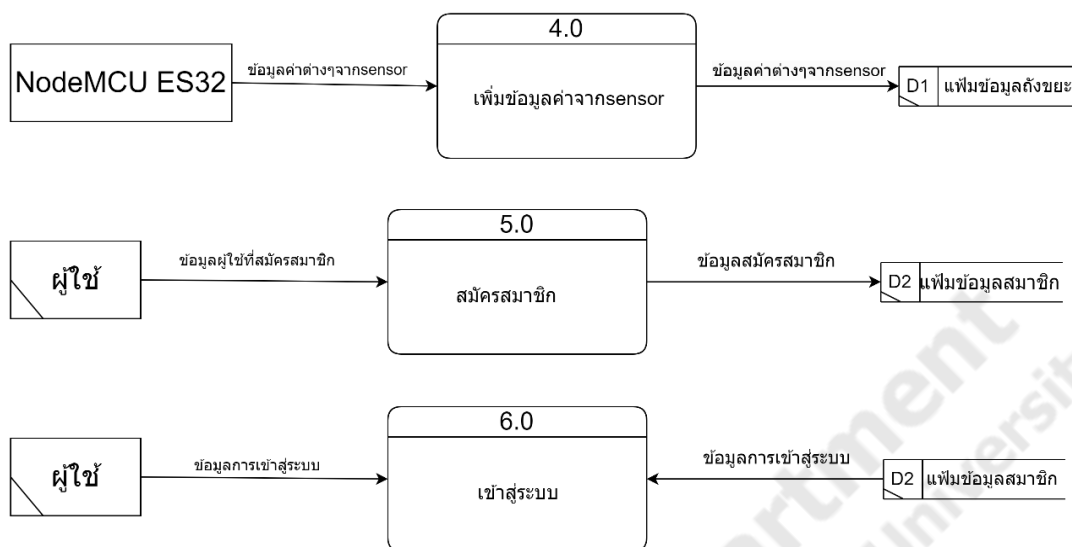 4.0
NodeMCU ES32
ข้อมูลค่าต่างๆจากsensor
เพิ่มข้อมูลค่าจากsensor
ข้อมูลค่าต่างๆจากsensor
D1 แฟ้มข้อมูลถังขยะ
5.0
ผู้ใช้
ข้อมูลผู้ใช้ที่สมัครสมาชิก
สมัครสมาชิก
ข้อมูลสมัครสมาชิก
D2 แฟ้มข้อมูลสมาชิก
6.0
ผู้ใช้
ข้อมูลการเข้าสู่ระบบ
เข้าสู่ระบบ
ข้อมูลการเข้าสู่ระบบ
D2 แฟ้มข้อมูลสมาชิก